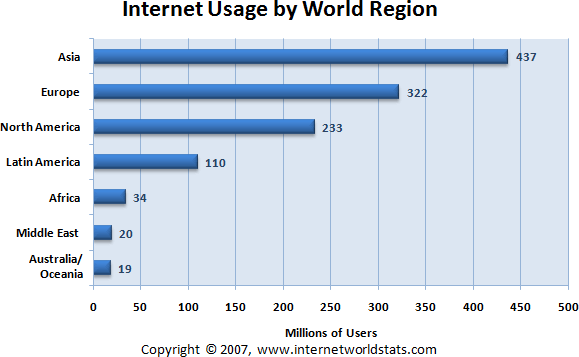 Internet Usage by World Region
Asia 437
Europe 322
North America 233
Latin America 110
Africa 34
Middle East 20
Australia/
Oceania 19
0 50 100 150 200 250 300 350 400 450 500
Millions of Users
Copyright © 2007, www.internetworldstats.com